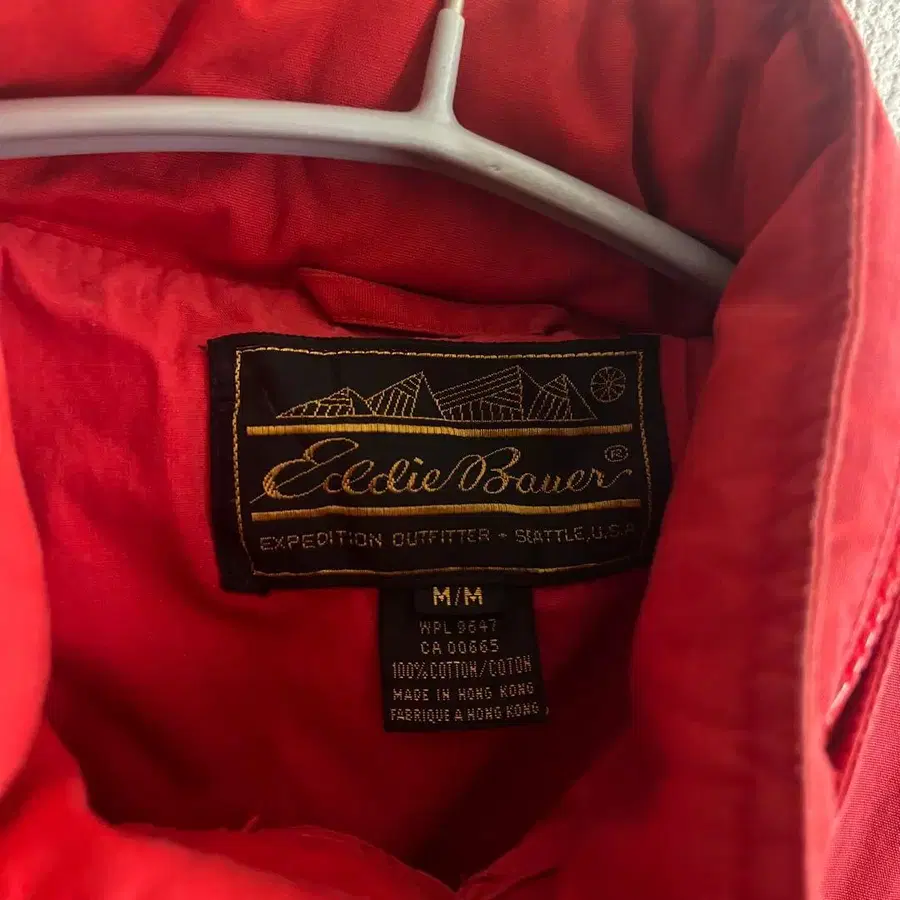 Eddie Bauer®
EXPEDITION OUTFITTER - SEATTLE, U.S.A
M/M
WPL 9647
CA 00665
100% COTTON/COTON
MADE IN HONG KONG
FABRIQUE A HONG KONG